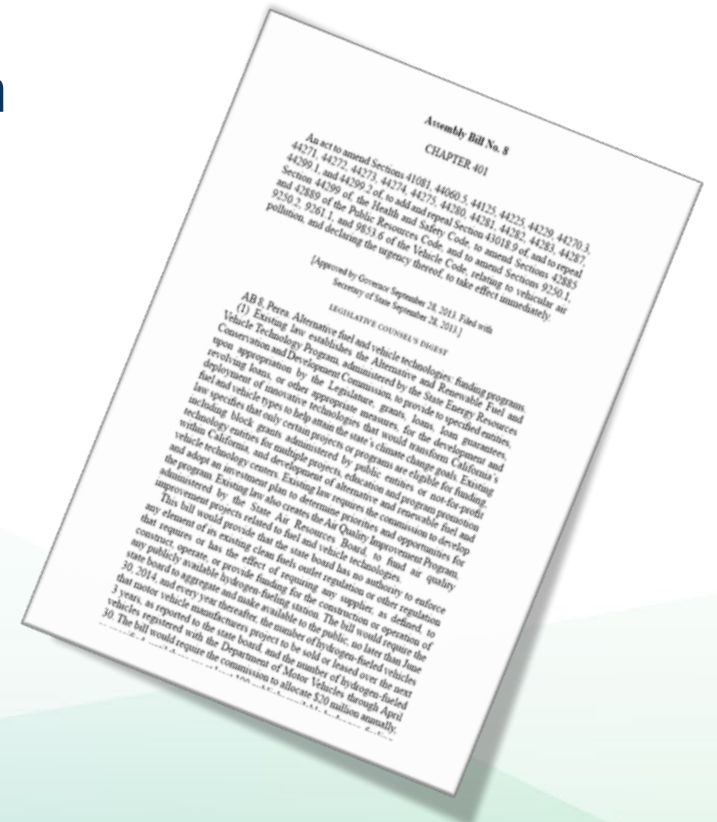 n
Assembly Bill No. 8
CHAPTER 401
An act to amend Sections 41081, 44060.5, 44125, 44225, 44229, 44270.3,
44271, 44272, 44273, 44274, 44275, 44280, 44281, 44282, 44283, 44287,
44299.1, and 44299.2 of, to add and repeal Section 43018.9 of, and to repeal
Section 44299 of, the Health and Safety Code, to amend Sections 42885
and 42889 of the Public Resources Code, and to amend Sections 9250.1,
9250.2, 9261.1, and 9853.6 of the Vehicle Code, relating to vehicular air
pollution, and declaring the urgency thereof, to take effect immediately.
[Approved by Governor September 28, 2013. Filed with
Secretary of State September 28, 2013.]
LEGISLATIVE COUNSEL'S DIGEST
AB 8, Perea. Alternative fuel and vehicle technologies: funding programs.
(1) Existing law establishes the Alternative and Renewable Fuel and
Vehicle Technology Program, administered by the State Energy Resources
Conservation and Development Commission, to provide to specified entities,
upon appropriation by the Legislature, grants, loans, loan guarantees,
revolving loans, or other appropriate measures, for the development and
deployment of innovative technologies that would transform California's
fuel and vehicle types to help attain the state's climate change goals. Existing
law specifies that only certain projects or programs are eligible for funding,
including block grants administered by public entities or not-for-profit
technology entities for multiple projects, education and program promotion
within California, and development of alternative and renewable fuel and
vehicle technology centers. Existing law requires the commission to develop
and adopt an investment plan to determine priorities and opportunities for
the program. Existing law also creates the Air Quality Improvement Program,
administered by the State Air Resources Board, to fund air quality
improvement projects related to fuel and vehicle technologies.
This bill would provide that the state board has no authority to enforce
any element of its existing clean fuels outlet regulation or other regulation
that requires or has the effect of requiring any supplier, as defined, to
construct, operate, or provide funding for the construction or operation of
any publicly available hydrogen-fueling station. The bill would require the
state board to aggregate and make available to the public, no later than June
30, 2014, and every year thereafter, the number of hydrogen-fueled vehicles
that motor vehicle manufacturers project to be sold or leased over the next
3 years, as reported to the state board, and the number of hydrogen-fueled
vehicles registered with the Department of Motor Vehicles through April
30. The bill would require the commission to allocate $20 million annually,